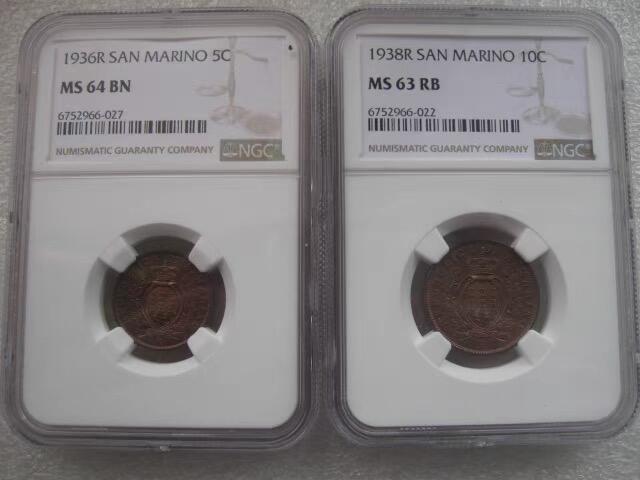 1936R SAN MARINO 5C
MS 64 BN
6752966-027
NUMISMATIC GUARANTY COMPANY
NGC®
1938R SAN MARINO 10C
MS 63 RB
6752966-022
NUMISMATIC GUARANTY COMPANY
NGC®